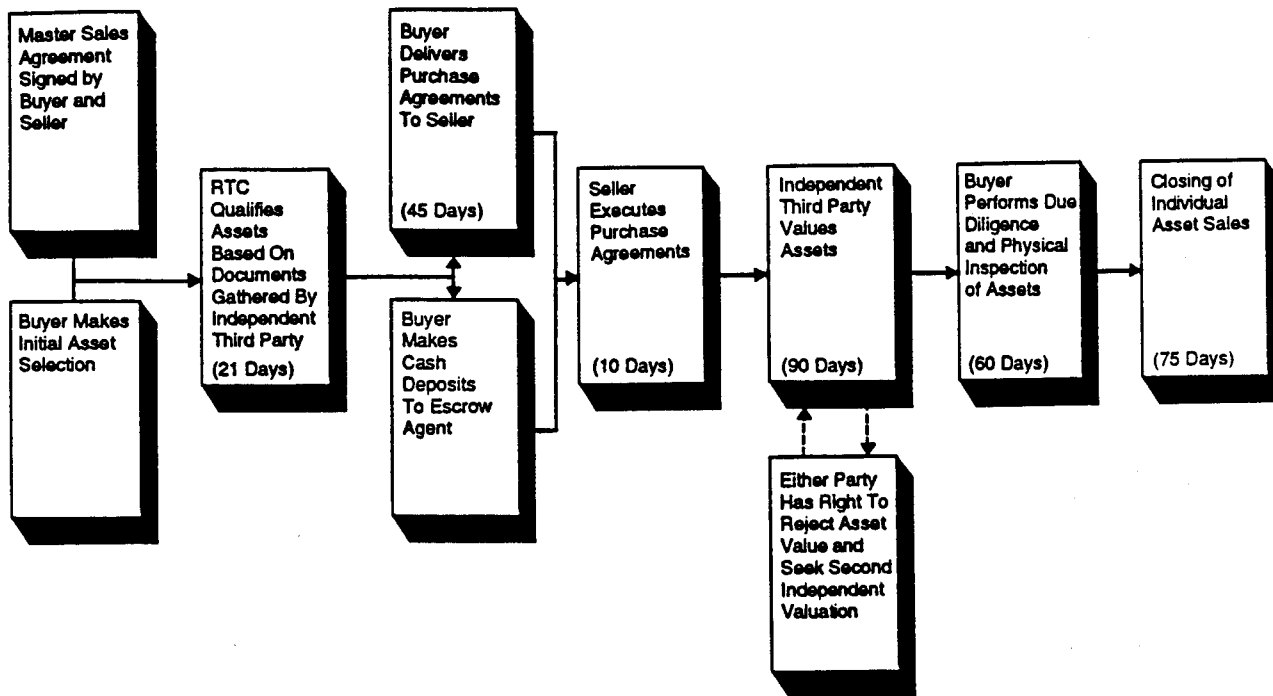 Master Sales
Agreement
Signed by
Buyer and
Seller
Buyer Makes
Initial Asset
Selection
RTC
Qualifies
Assets
Based On
Documents
Gathered By
Independent
Third Party
(21 Days)
Buyer
Delivers
Purchase
Agreements
To Seller
(45 Days)
Buyer
Makes
Cash
Deposits
To Escrow
Agent
Seller
Executes
Purchase
Agreements
(10 Days)
Independent
Third Party
Values
Assets
(90 Days)
Either Party
Has Right To
Reject Asset
Value and
Seek Second
Independent
Valuation
Buyer
Performs Due
Diligence
and Physical
Inspection
of Assets
(60 Days)
Closing of
Individual
Asset Sales
(75 Days)